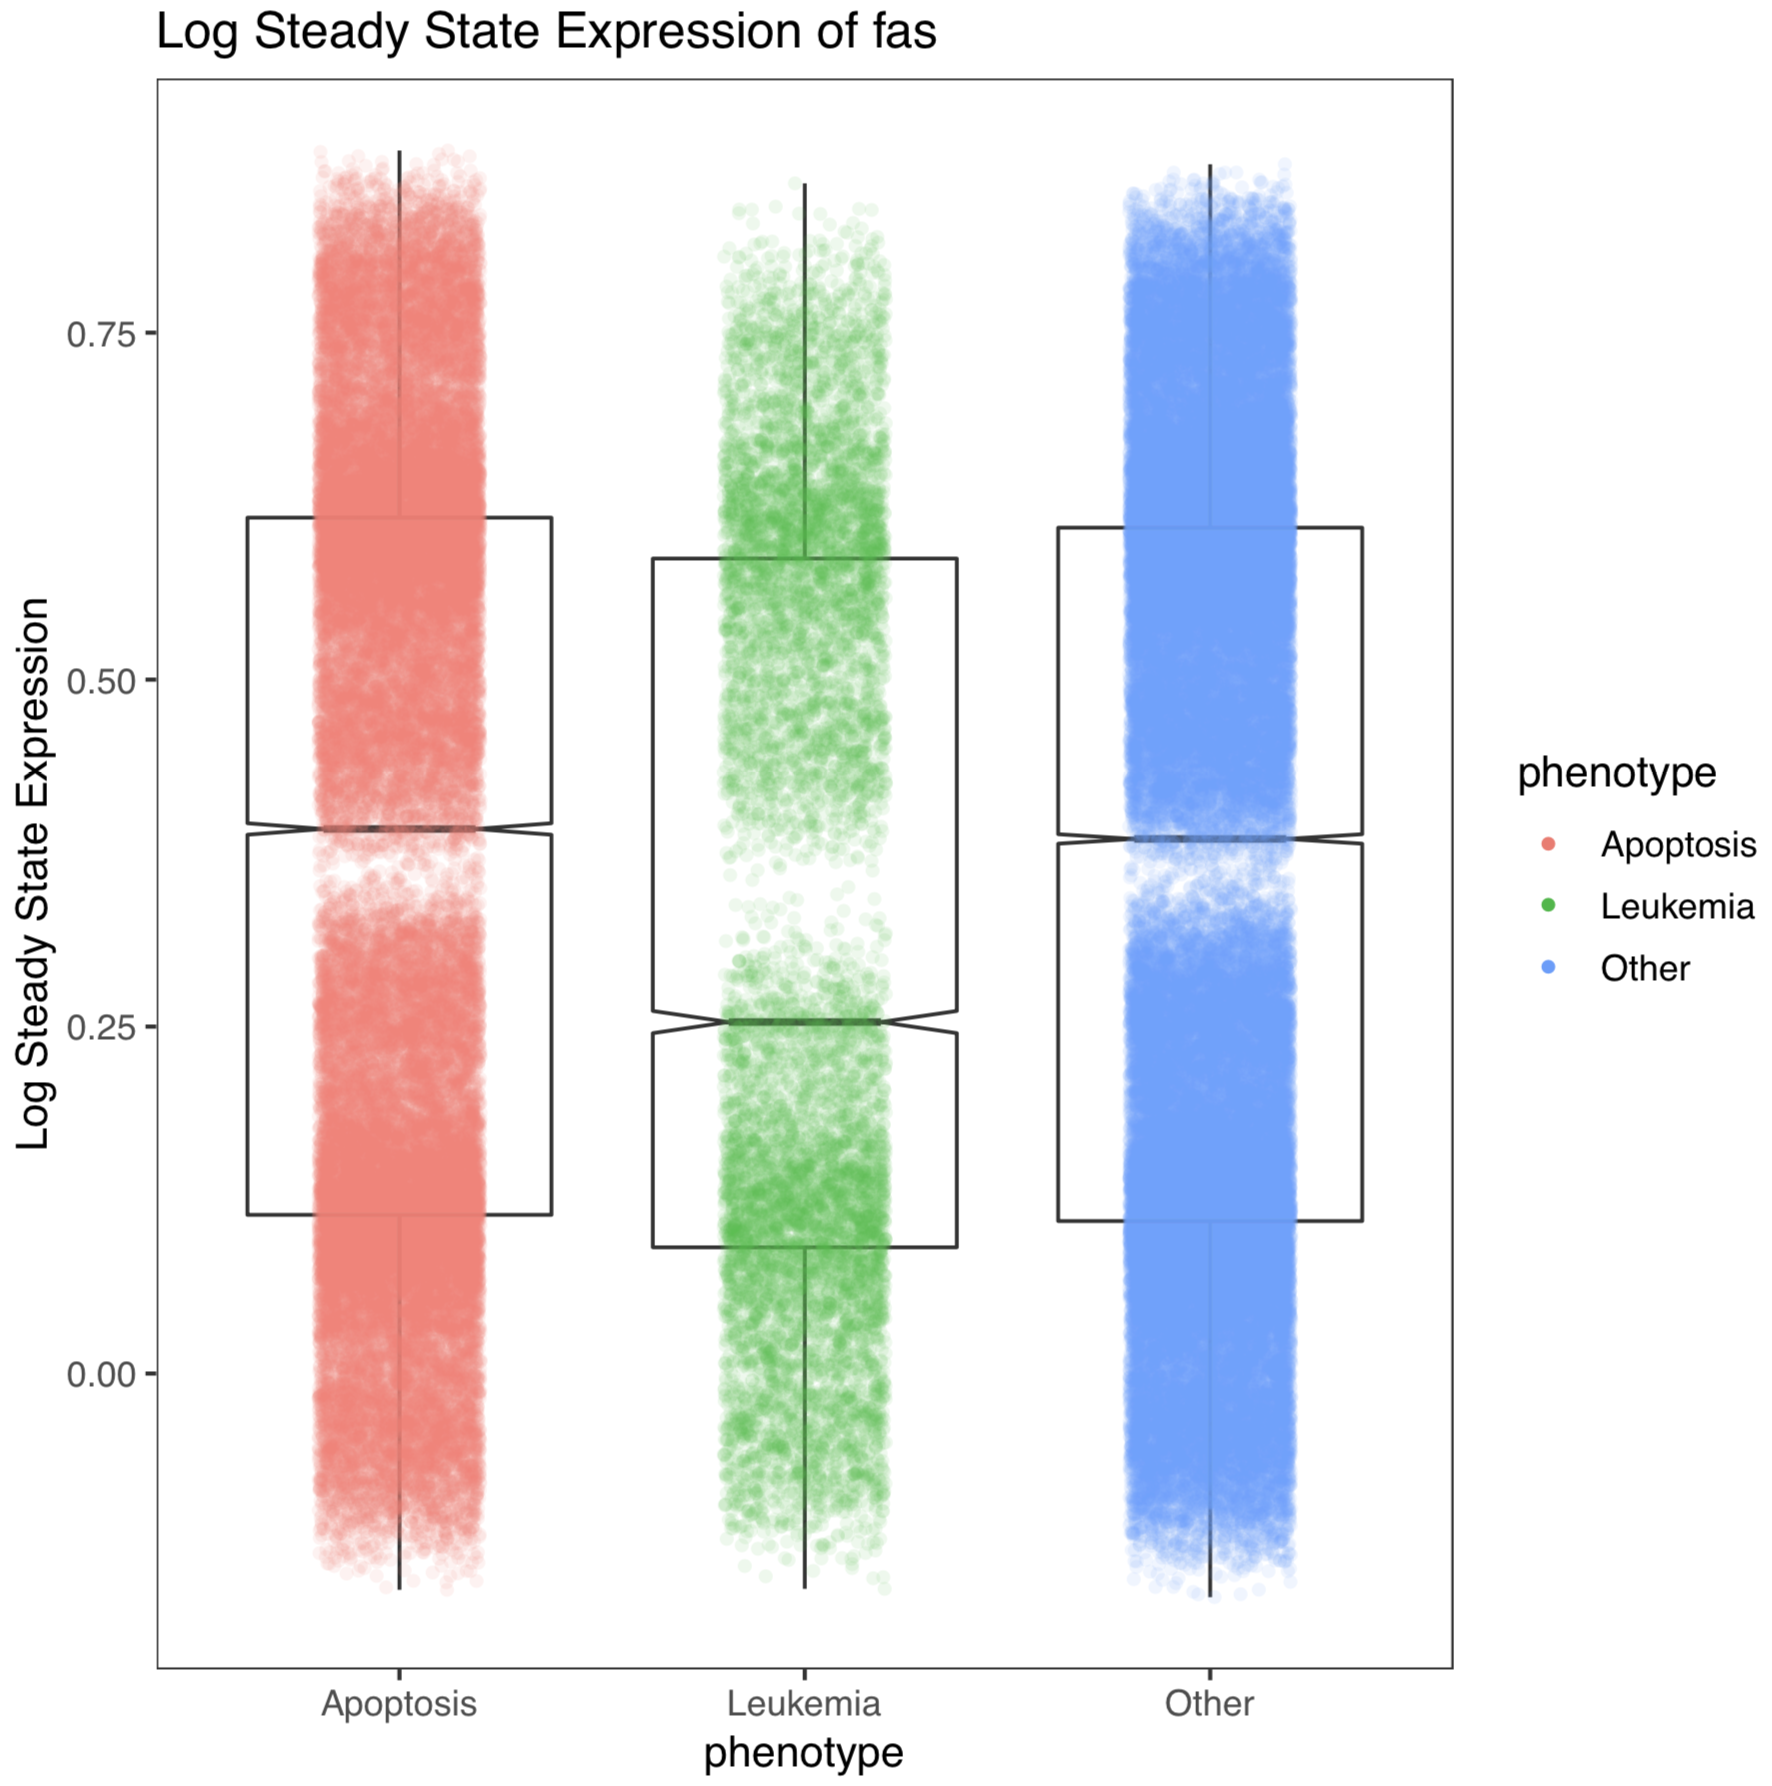 Log Steady State Expression of fas
Log Steady State Expression
0.75
0.50
0.25
0.00
Apoptosis
Leukemia
Other
phenotype
phenotype
Apoptosis
Leukemia
Other